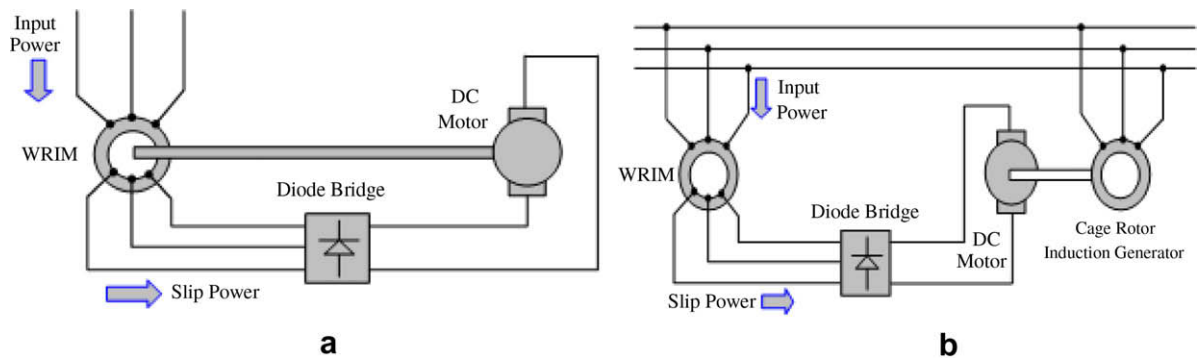 Input
Power
WRIM
DC
Motor
Diode Bridge
Slip Power
a
Input
Power
WRIM
Diode Bridge
DC
Motor
Cage Rotor
Induction Generator
Slip Power
b